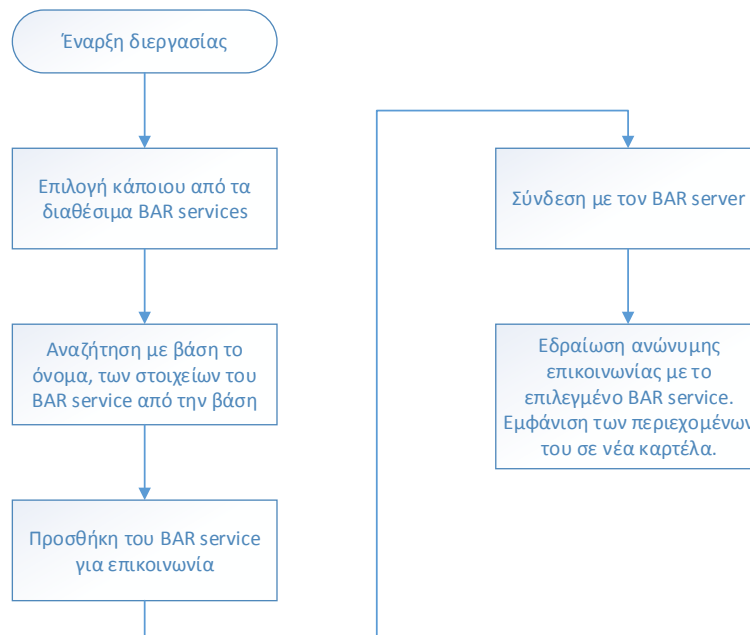 Έναρξη διεργασίας
Επιλογή κάποιου από τα
διαθέσιμα BAR services
Αναζήτηση με βάση το
όνομα, των στοιχείων του
BAR service από την βάση
Προσθήκη του BAR service
για επικοινωνία
Σύνδεση με τον BAR server
Εδραίωση ανώνυμης
επικοινωνίας με το
επιλεγμένο BAR service.
Εμφάνιση των περιεχομένων
του σε νέα καρτέλα.